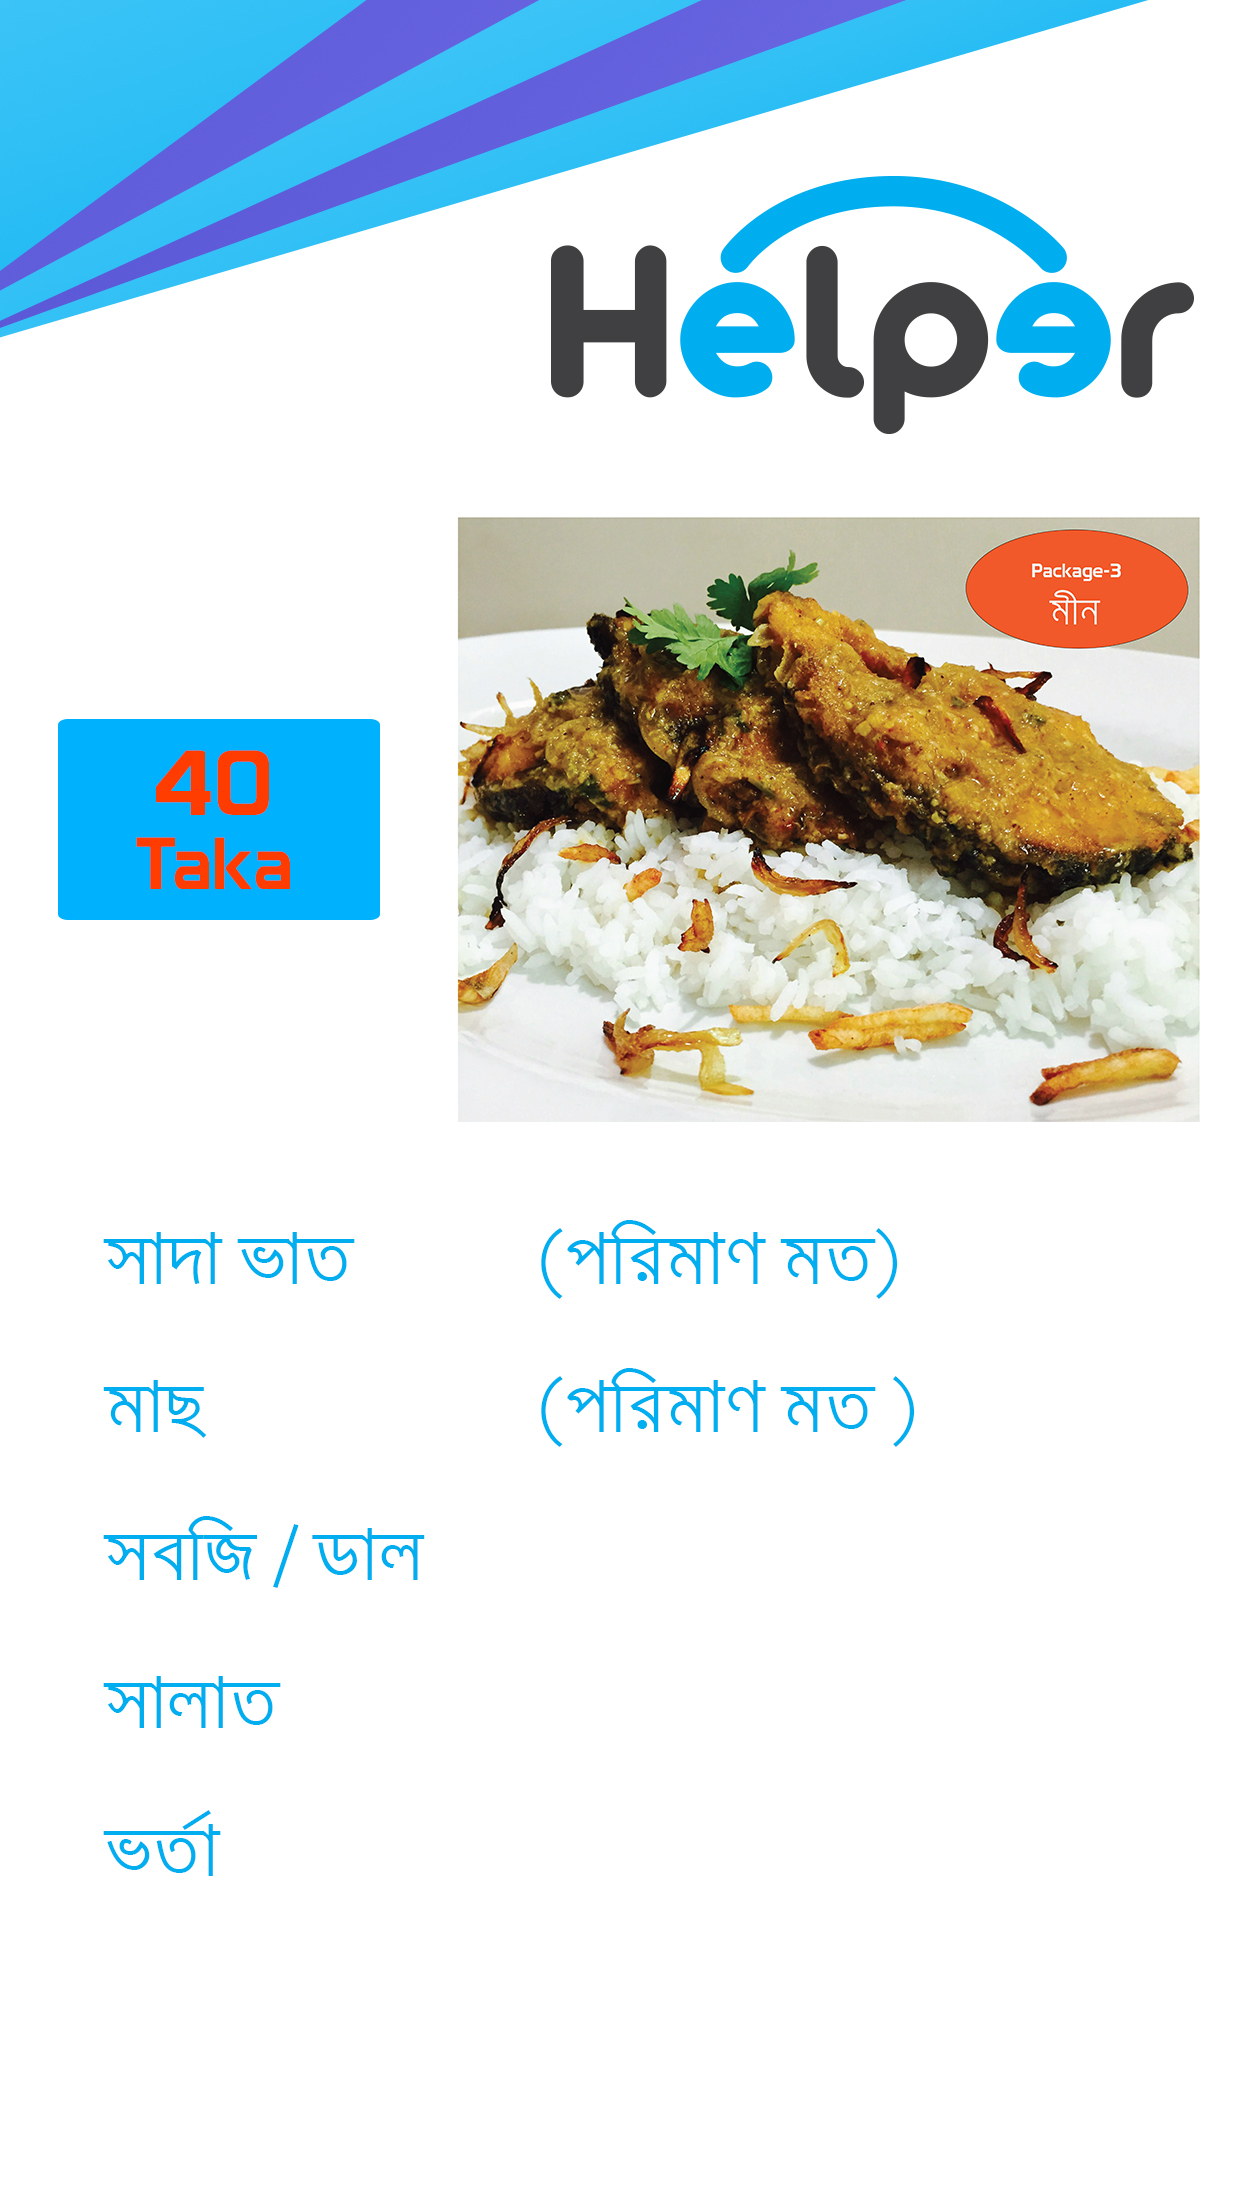 Helper
Package-3
মীন
40
Taka
সাদা ভাত (পরিমাণ মত)
মাছ (পরিমাণ মত )
সবজি / ডাল
সালাত
ভর্তা